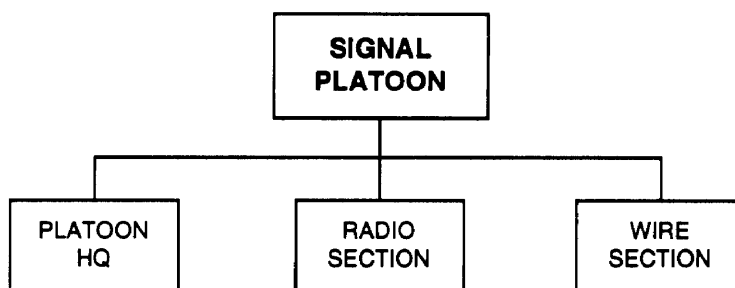 SIGNAL
PLATOON
PLATOON
HQ
RADIO
SECTION
WIRE
SECTION